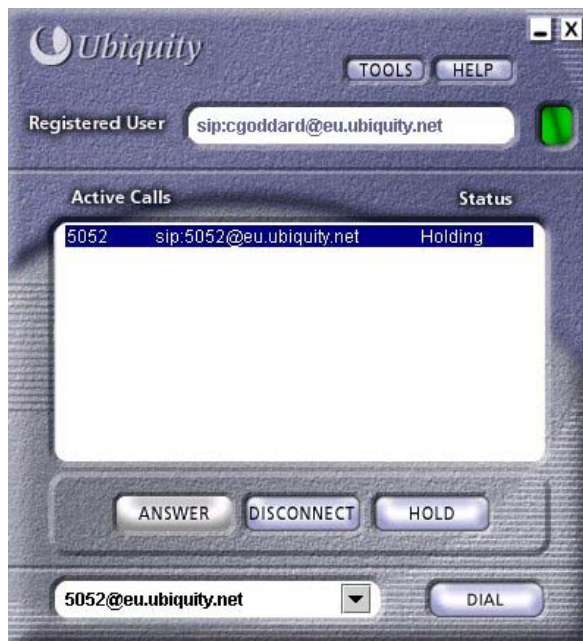 Ubiquity
TOOLS HELP
Registered User sip:cgoddard@eu.ubiquity.net
Active Calls Status
5052 sip:5052@eu.ubiquity.net Holding
ANSWER DISCONNECT HOLD
5052@eu.ubiquity.net DIAL